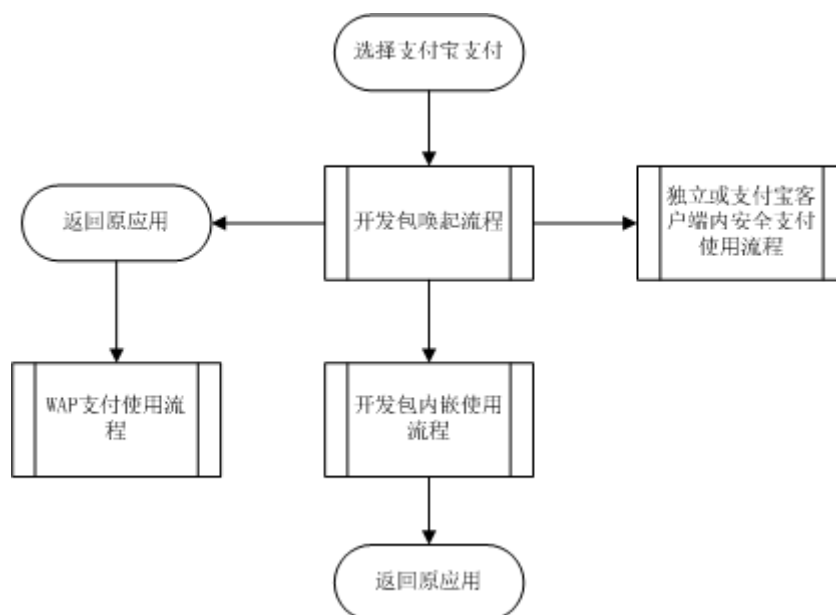 选择支付宝支付
返回原应用
开发包唤起流程
独立或支付宝客
户端内安全支付
使用流程
WAP支付使用流
程
开发包内嵌使用
流程
返回原应用